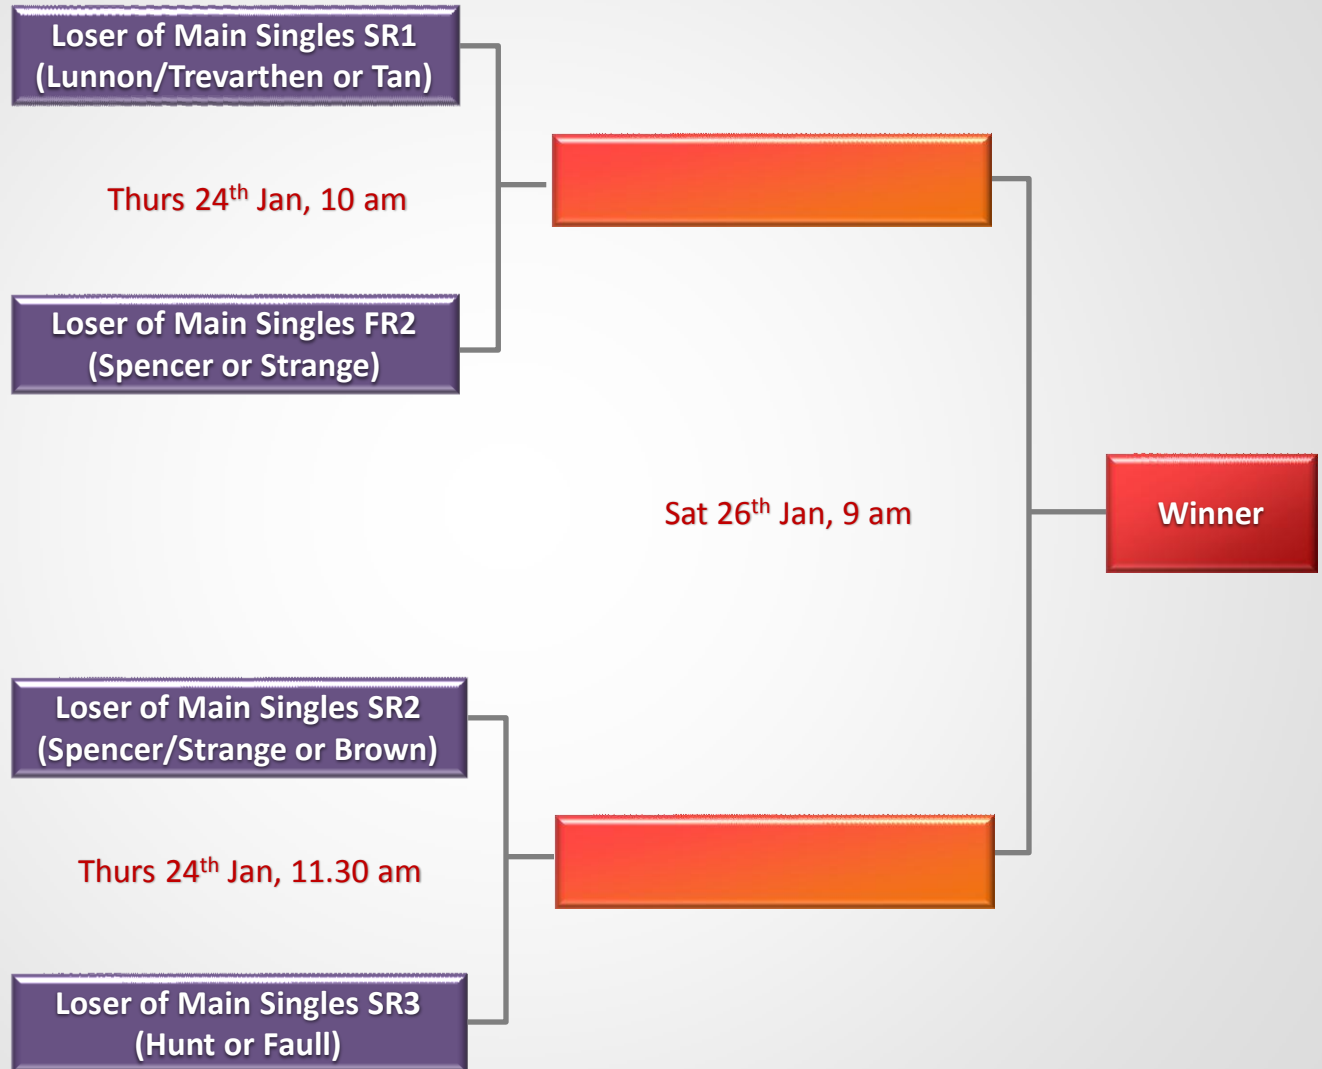 Loser of Main Singles SR1
(Lunnon/Trevarthen or Tan)
Thurs 24th Jan, 10 am
Loser of Main Singles FR2
(Spencer or Strange)
Sat 26th Jan, 9 am
Winner
Loser of Main Singles SR2
(Spencer/Strange or Brown)
Thurs 24th Jan, 11.30 am
Loser of Main Singles SR3
(Hunt or Faull)